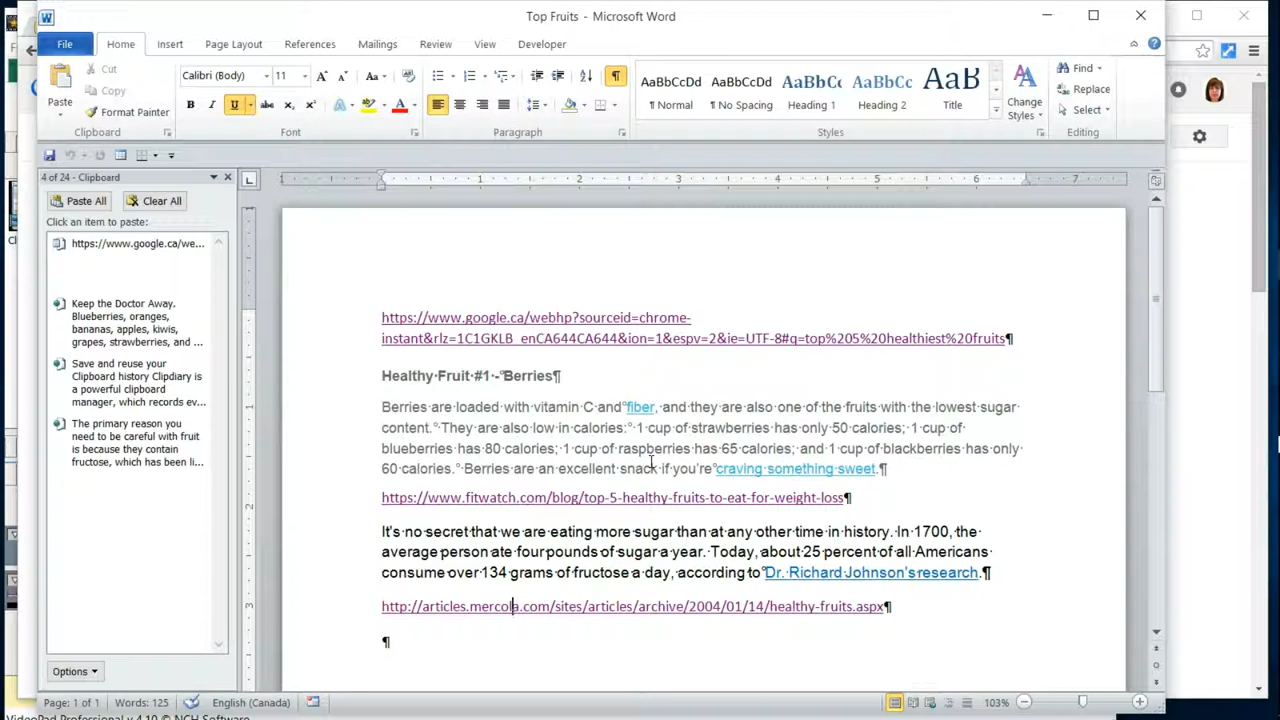 Top Fruits - Microsoft Word
File Home Insert Page Layout References Mailings Review View Developer
Paste
Cut
Copy
Format Painter
Clipboard
Calibri (Body) 11
Font
Paragraph
AaBbCcDd AaBbCcDd AaBbCc AaBbCc AaB
¶ Normal ¶ No Spacing Heading 1 Heading 2 Title
Change Styles
Styles
Find
Replace
Select
Editing
4 of 24 - Clipboard
Paste All Clear All
Click an item to paste:
https://www.google.ca/we...
Keep the Doctor Away.
Blueberries, oranges,
bananas, apples, kiwis,
grapes, strawberries, and ...
Save and reuse your
Clipboard history Clipdiary is
a powerful clipboard
manager, which records ev...
The primary reason you
need to be careful with fruit
is because they contain
fructose, which has been li...
Options
1 2 3 4 5 6 7
https://www.google.ca/webhp?sourceid=chrome-
instant&rlz=1C1GKLB_enCA644CA644&ion=1&espv=2&ie=UTF-8#q=top%205%20healthiest%20fruits¶
Healthy·Fruit·#1·-°Berries¶
Berries·are·loaded·with·vitamin·C·and°fiber,·and·they·are·also·one·of·the·fruits·with·the·lowest·sugar·
content.°·They·are·also·low·in·calories:°·1·cup·of·strawberries·has·only·50·calories;·1·cup·of·
blueberries·has·80·calories;·1·cup·of·raspberries·has·65·calories;·and·1·cup·of·blackberries·has·only·
60·calories.°·Berries·are·an·excellent·snack·if·you're°craving·something·sweet.¶
https://www.fitwatch.com/blog/top-5-healthy-fruits-to-eat-for-weight-loss¶
It's·no·secret·that·we·are·eating·more·sugar·than·at·any·other·time·in·history.·In·1700,·the·
average·person·ate·four·pounds·of·sugar·a·year.·Today,·about·25·percent·of·all·Americans·
consume·over·134·grams·of·fructose·a·day,·according·to°Dr.·Richard·Johnson's·research.¶
http://articles.mercola.com/sites/articles/archive/2004/01/14/healthy-fruits.aspx¶
¶
Page: 1 of 1 Words: 125 English (Canada) 103%